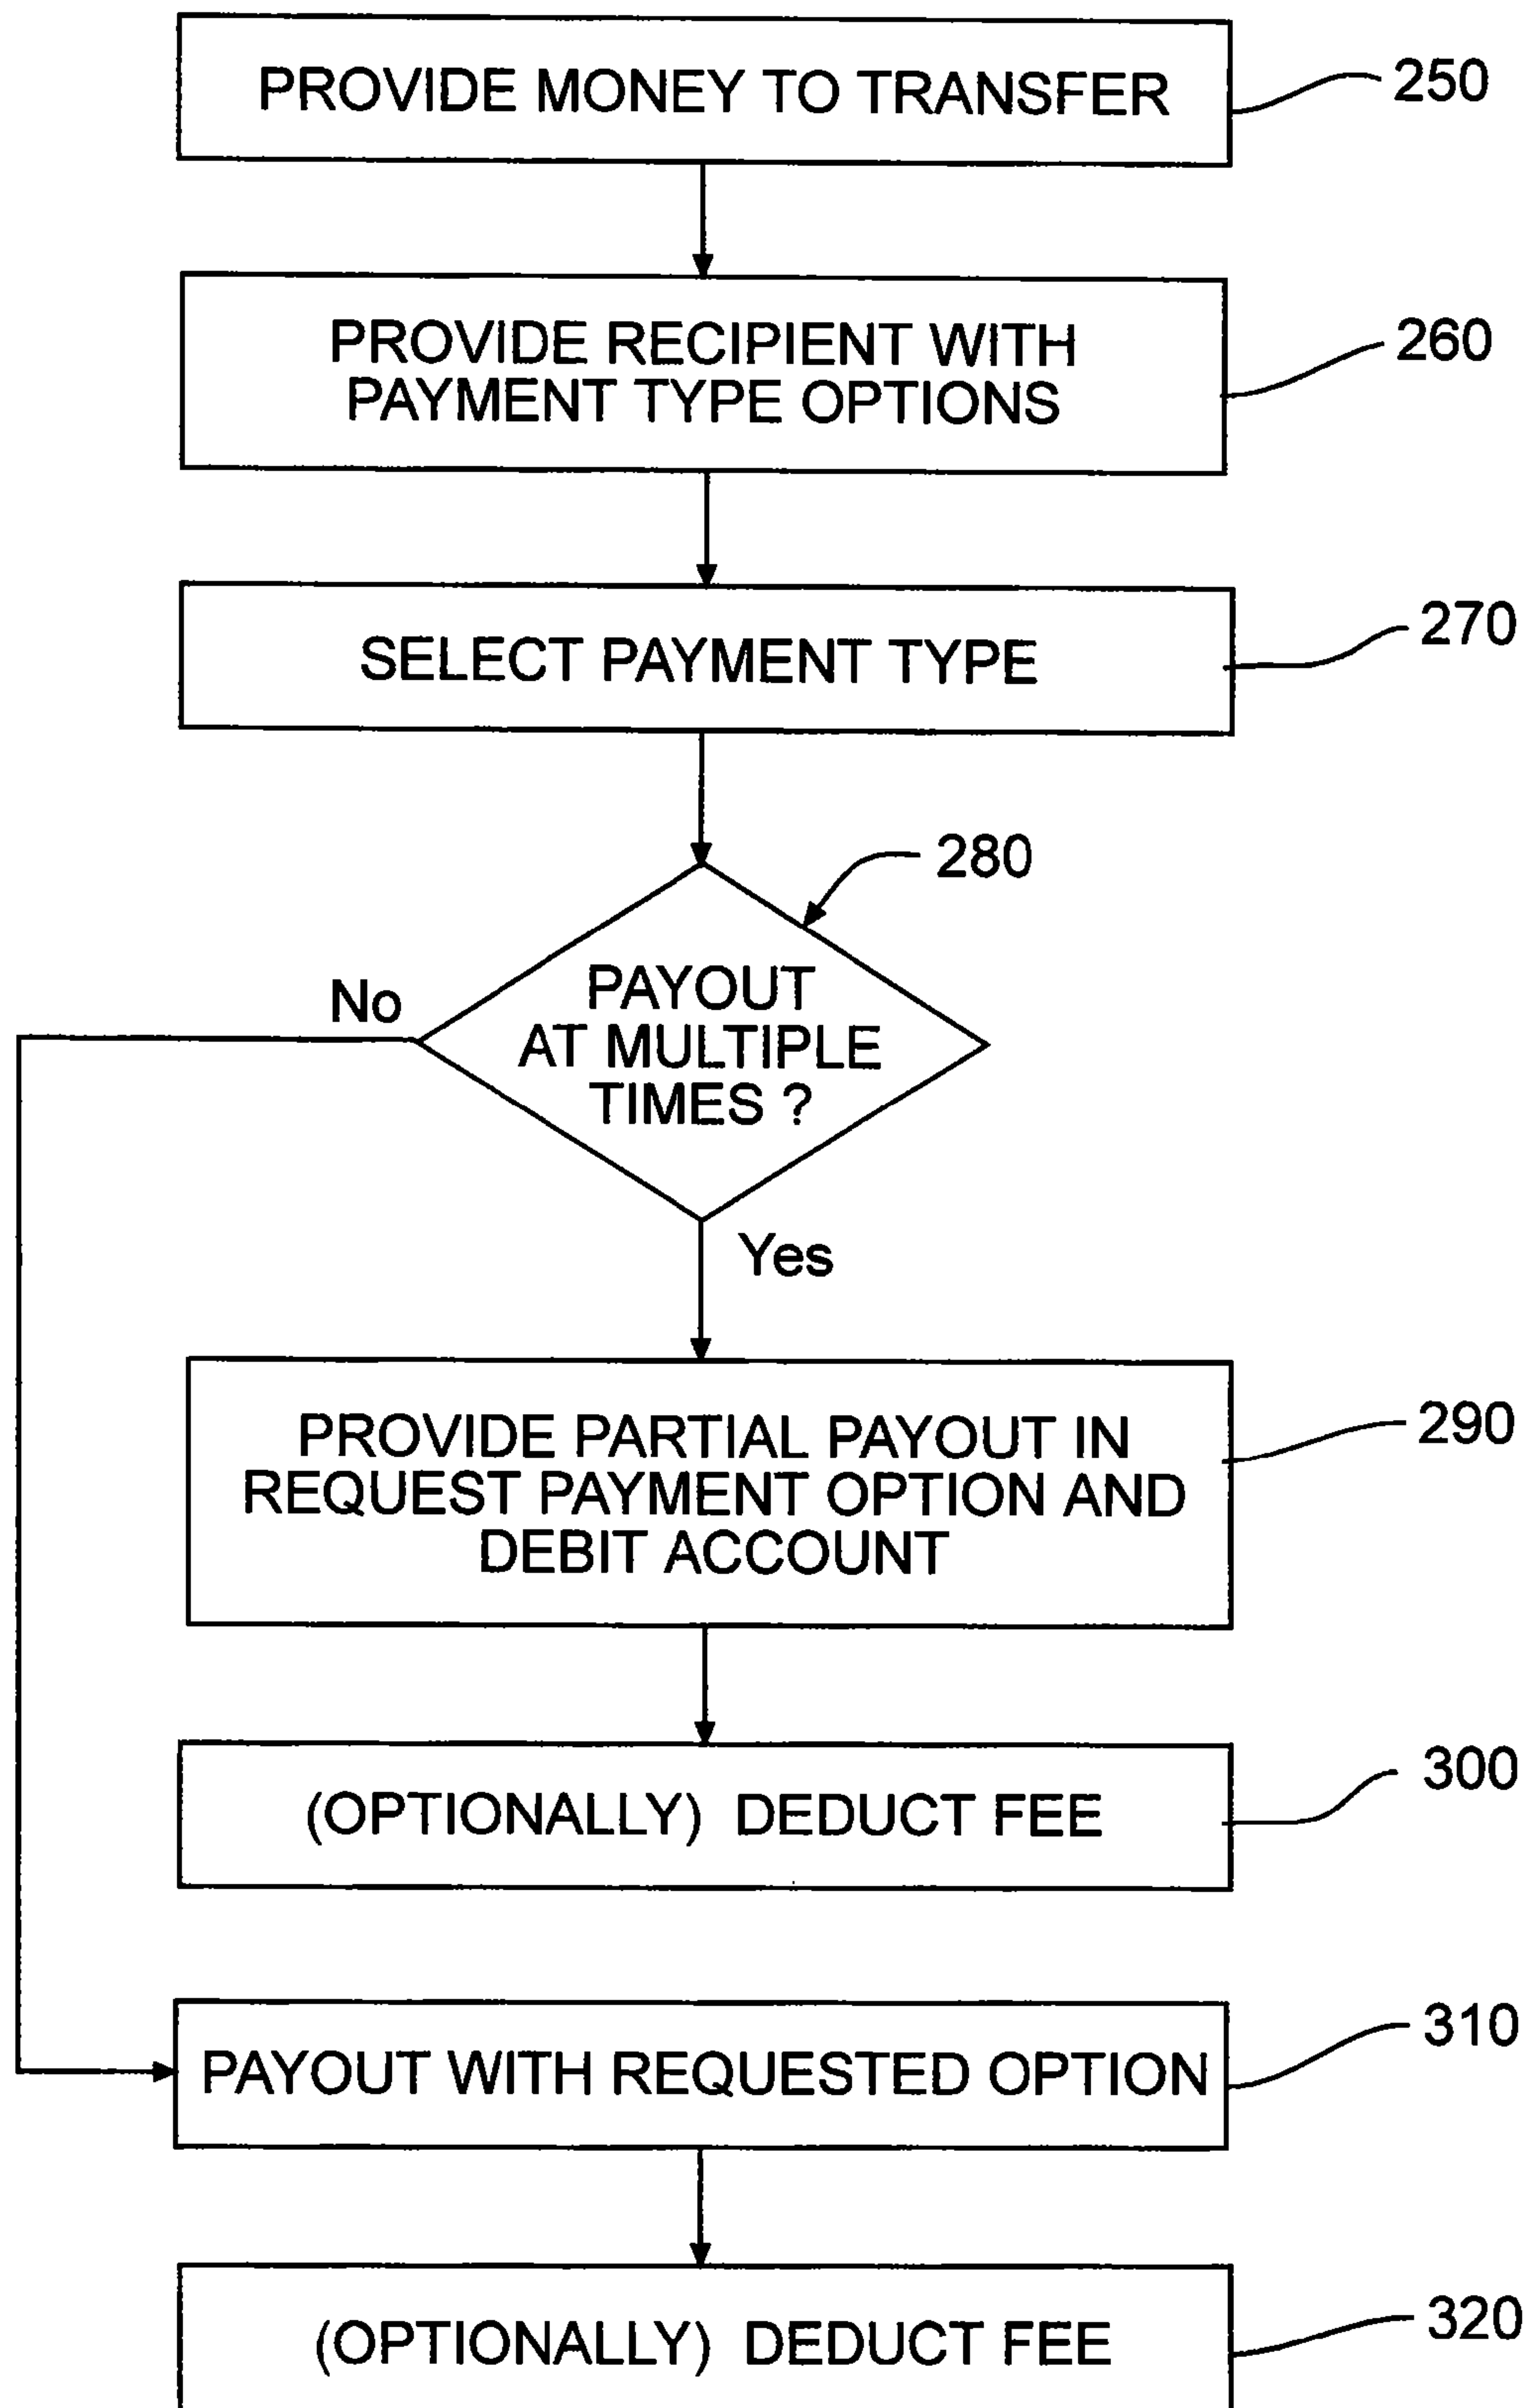 PROVIDE MONEY TO TRANSFER
250
PROVIDE RECIPIENT WITH
PAYMENT TYPE OPTIONS
260
SELECT PAYMENT TYPE
270
280
No
PAYOUT
AT MULTIPLE
TIMES ?
Yes
PROVIDE PARTIAL PAYOUT IN
REQUEST PAYMENT OPTION AND
DEBIT ACCOUNT
290
(OPTIONALLY) DEDUCT FEE
300
PAYOUT WITH REQUESTED OPTION
310
(OPTIONALLY) DEDUCT FEE
320